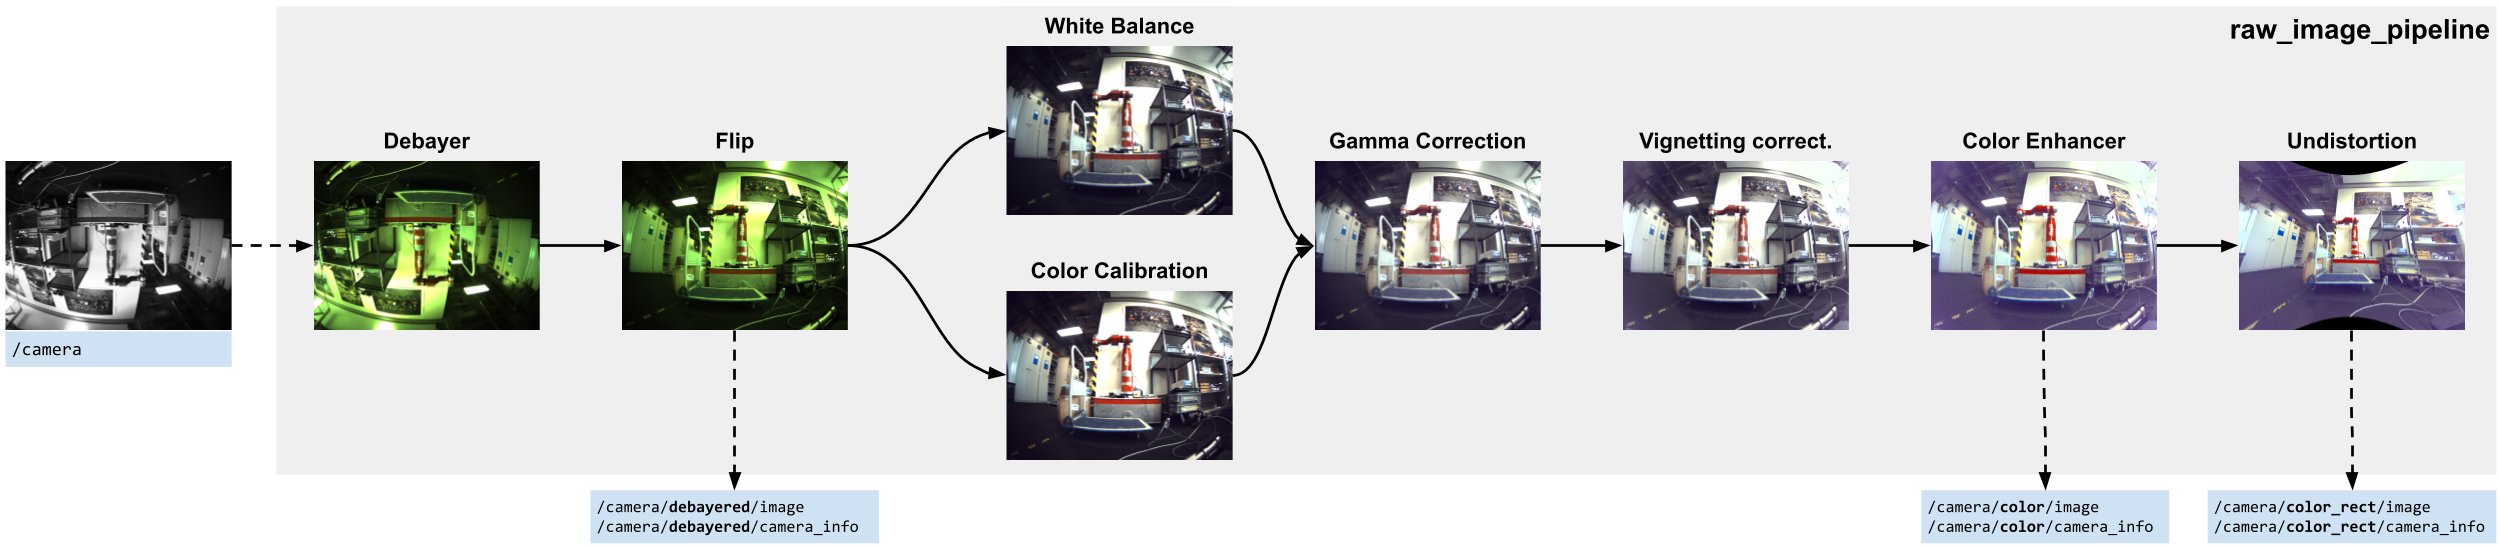 raw_image_pipeline
White Balance
Debayer
Flip
Gamma Correction
Vignetting correct.
Color Enhancer
Undistortion
Color Calibration
/camera
/camera/debayered/image
/camera/debayered/camera_info
/camera/color/image
/camera/color/camera_info
/camera/color_rect/image
/camera/color_rect/camera_info